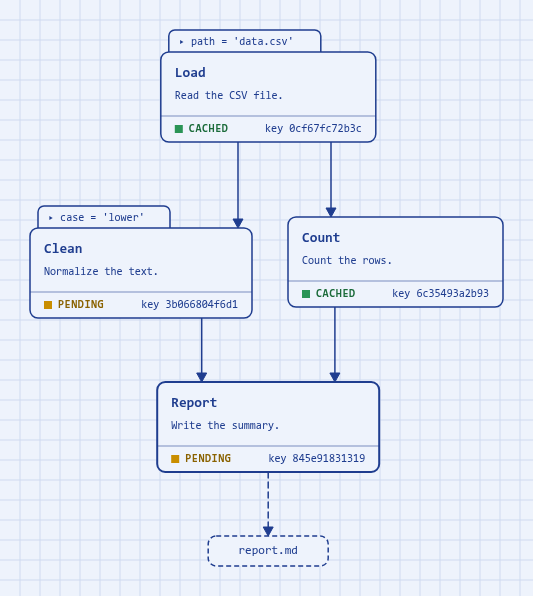 ▸ path = 'data.csv'
Load
Read the CSV file.
CACHED key 0cf67fc72b3c
▸ case = 'lower'
Clean
Normalize the text.
PENDING key 3b066804f6d1
Count
Count the rows.
CACHED key 6c35493a2b93
Report
Write the summary.
PENDING key 845e91831319
report.md